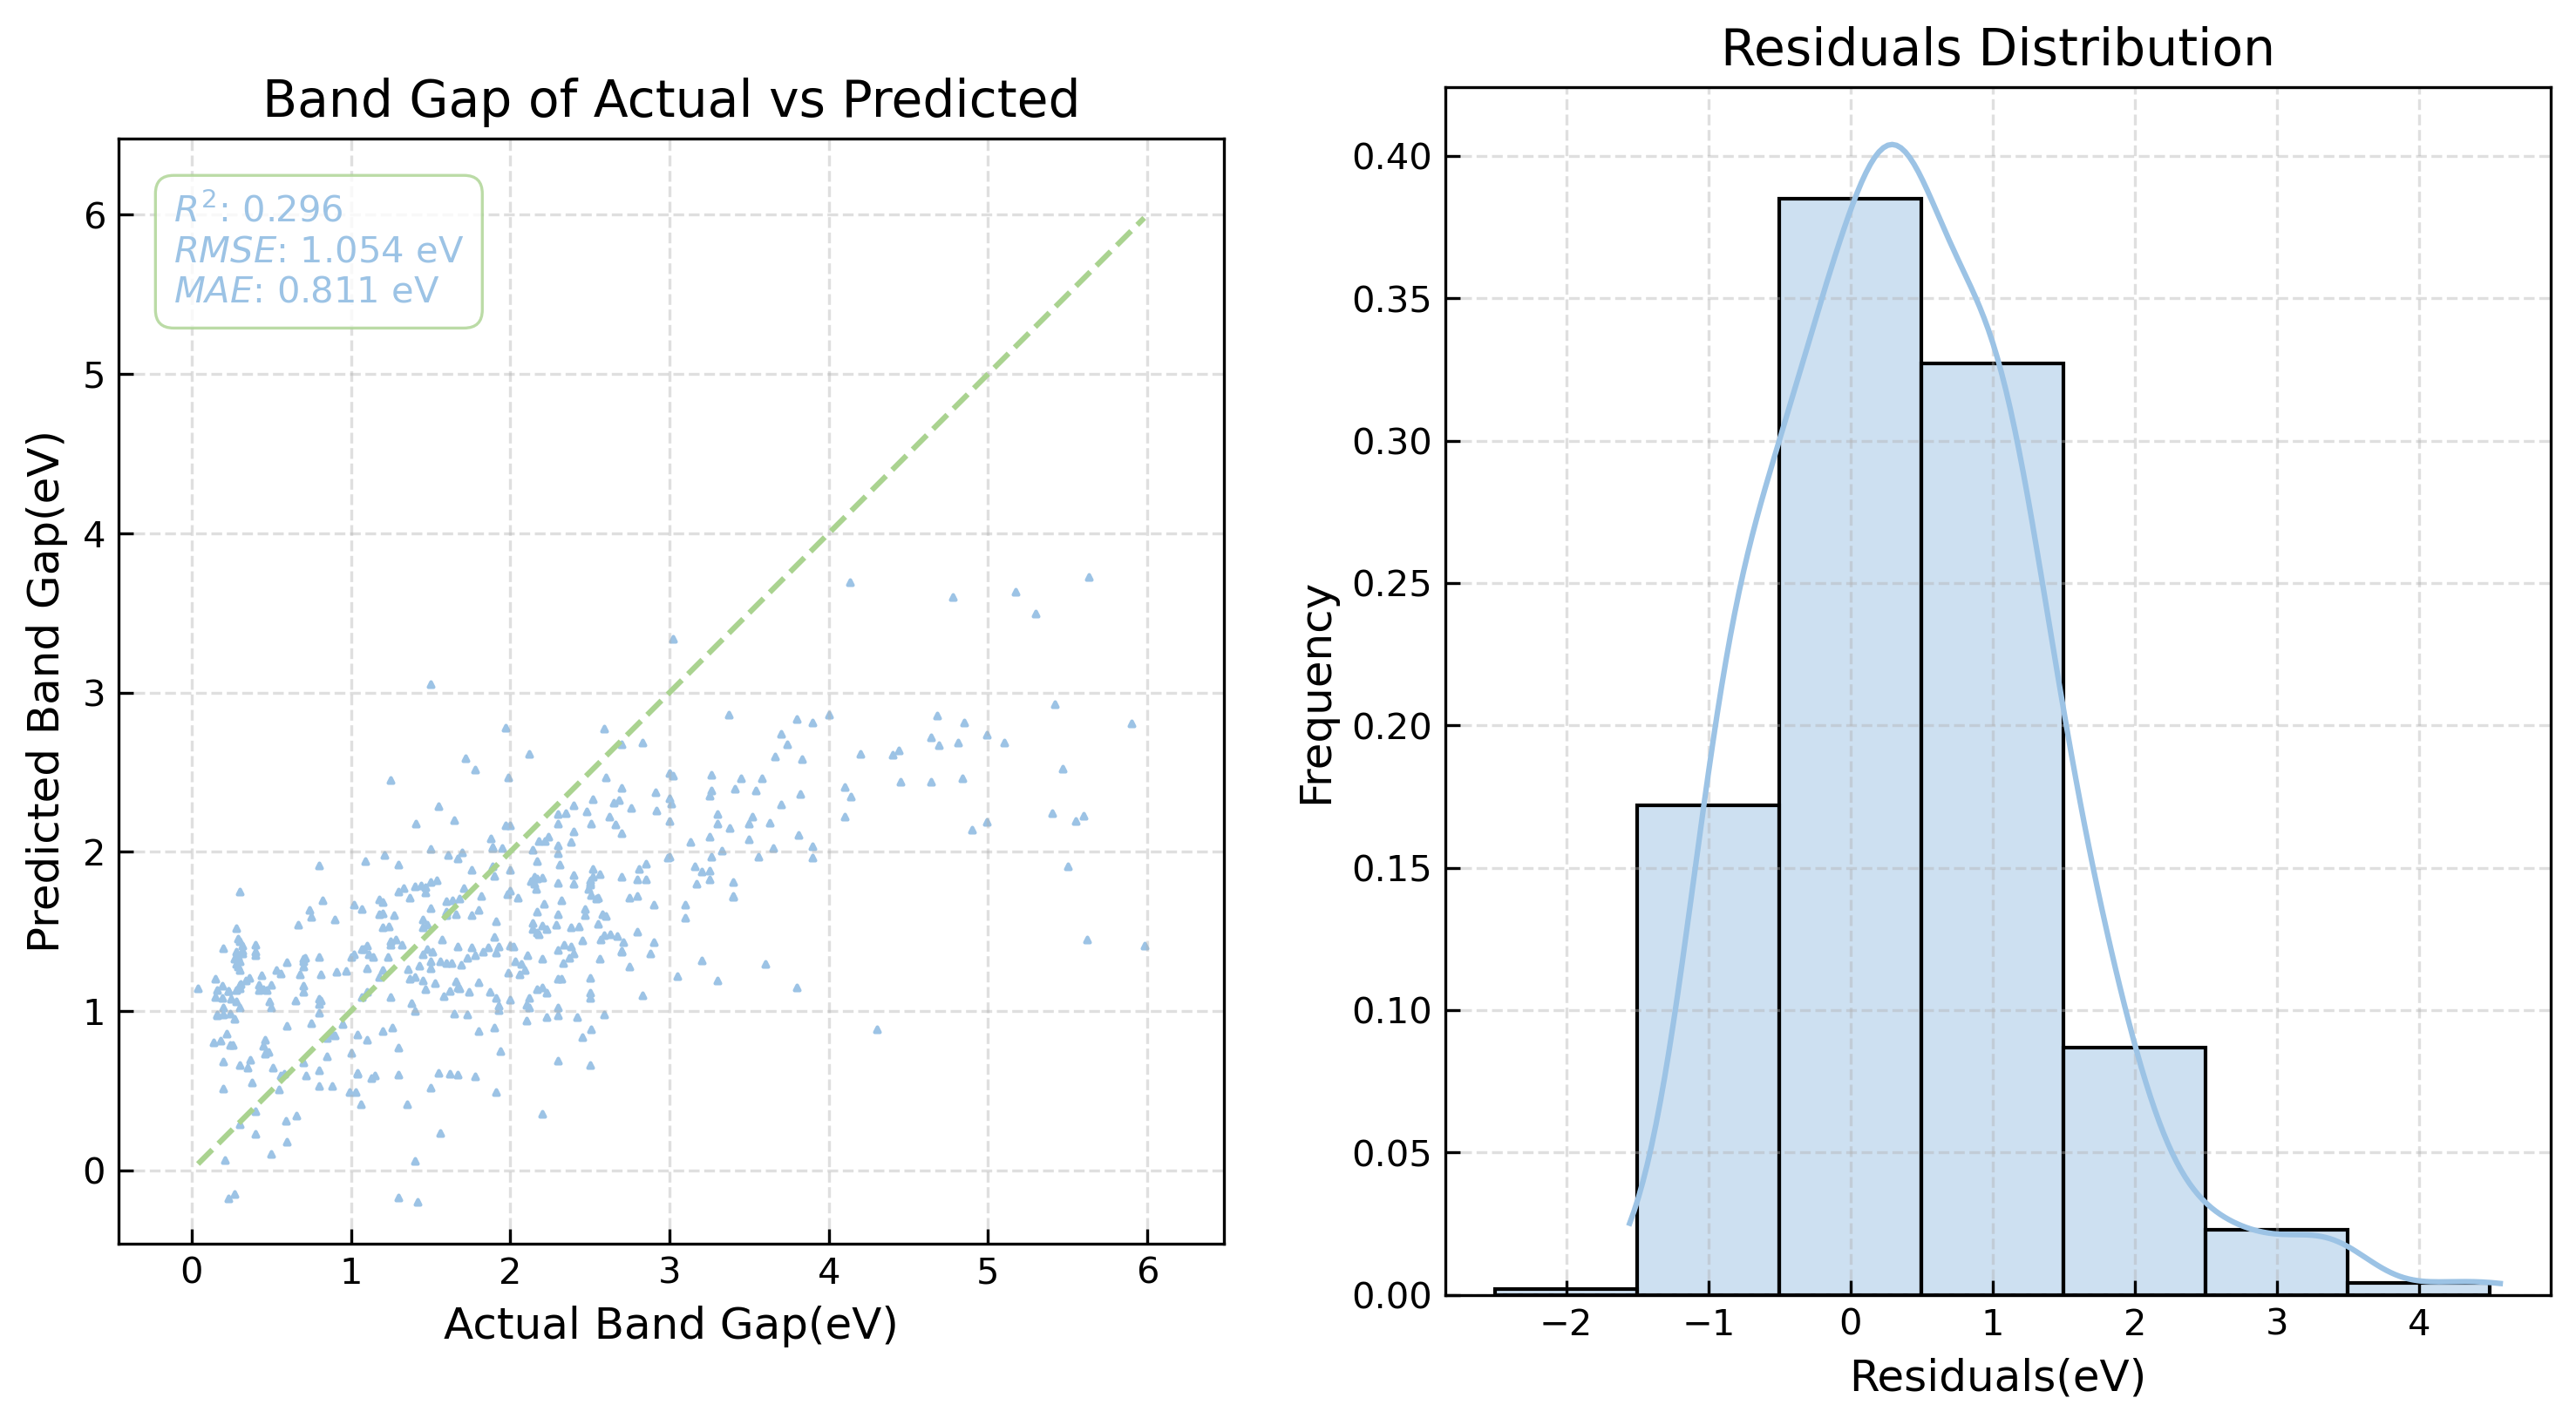 Band Gap of Actual vs Predicted
R²: 0.296
RMSE: 1.054 eV
MAE: 0.811 eV
Predicted Band Gap(eV)
6
5
4
3
2
1
0
0 1 2 3 4 5 6
Actual Band Gap(eV)
Residuals Distribution
Frequency
0.40
0.35
0.30
0.25
0.20
0.15
0.10
0.05
0.00
−2 −1 0 1 2 3 4
Residuals(eV)